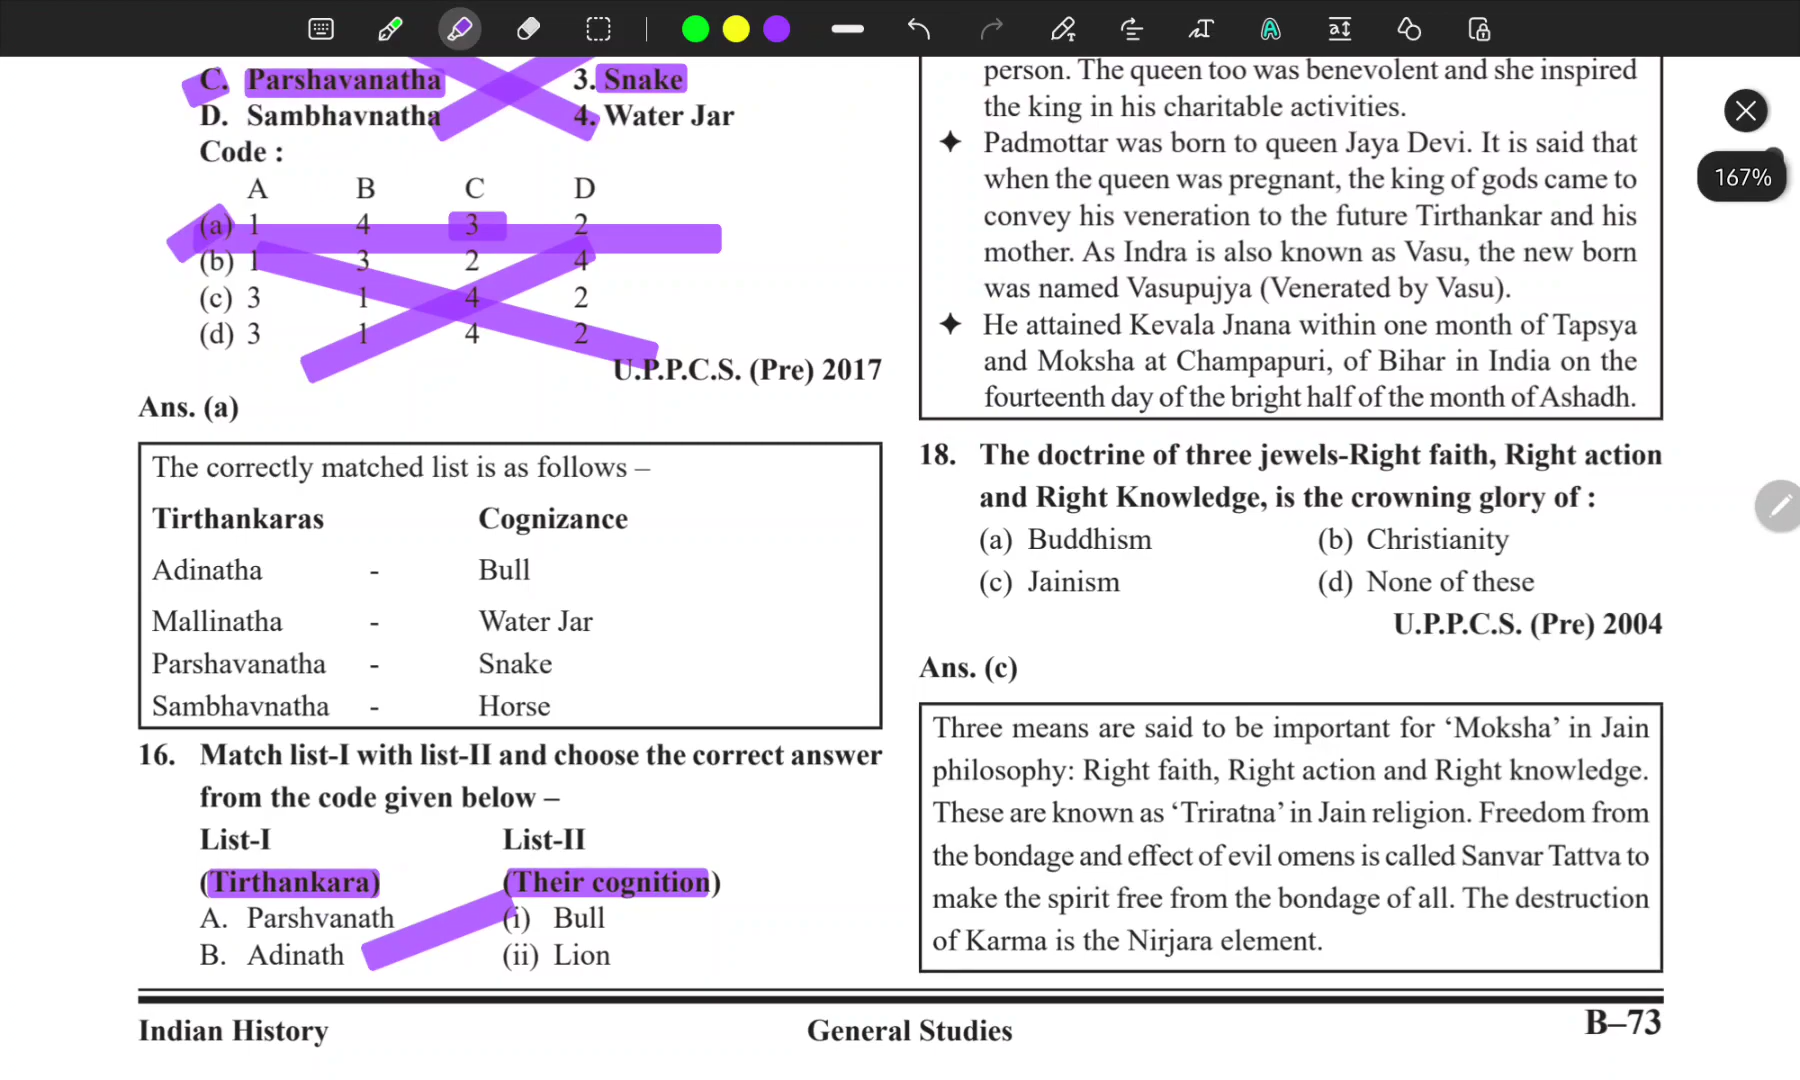 C. Parshavanatha 3. Snake
D. Sambhavnatha 4. Water Jar
Code :
A B C D
(a) 1 4 3 2
(b) 1 3 2 4
(c) 3 1 4 2
(d) 3 1 4 2
U.P.P.C.S. (Pre) 2017
Ans. (a)
The correctly matched list is as follows –
Tirthankaras Cognizance
Adinatha - Bull
Mallinatha - Water Jar
Parshavanatha - Snake
Sambhavnatha - Horse
16. Match list-I with list-II and choose the correct answer
from the code given below –
List-I List-II
(Tirthankara) (Their cognition)
A. Parshvanath (i) Bull
B. Adinath (ii) Lion
person. The queen too was benevolent and she inspired
the king in his charitable activities.
✦ Padmottar was born to queen Jaya Devi. It is said that
when the queen was pregnant, the king of gods came to
convey his veneration to the future Tirthankar and his
mother. As Indra is also known as Vasu, the new born
was named Vasupujya (Venerated by Vasu).
✦ He attained Kevala Jnana within one month of Tapsya
and Moksha at Champapuri, of Bihar in India on the
fourteenth day of the bright half of the month of Ashadh.
18. The doctrine of three jewels-Right faith, Right action
and Right Knowledge, is the crowning glory of :
(a) Buddhism (b) Christianity
(c) Jainism (d) None of these
U.P.P.C.S. (Pre) 2004
Ans. (c)
Three means are said to be important for ‘Moksha’ in Jain
philosophy: Right faith, Right action and Right knowledge.
These are known as ‘Triratna’ in Jain religion. Freedom from
the bondage and effect of evil omens is called Sanvar Tattva to
make the spirit free from the bondage of all. The destruction
of Karma is the Nirjara element.
167%
Indian History General Studies B–73